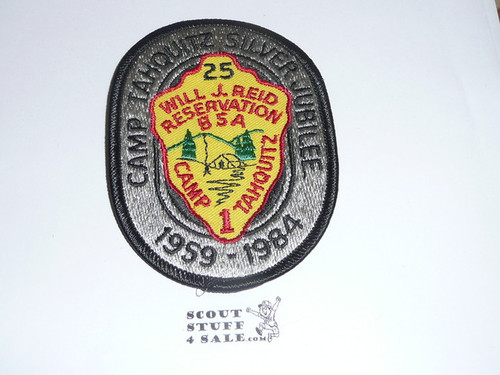 CAMP TAHQUITZ SILVER JUBILEE
25
WILL J. REID
RESERVATION
BSA
CAMP TAHQUITZ
1
1959 - 1984
SCOUT
STUFF
4 SALE.COM